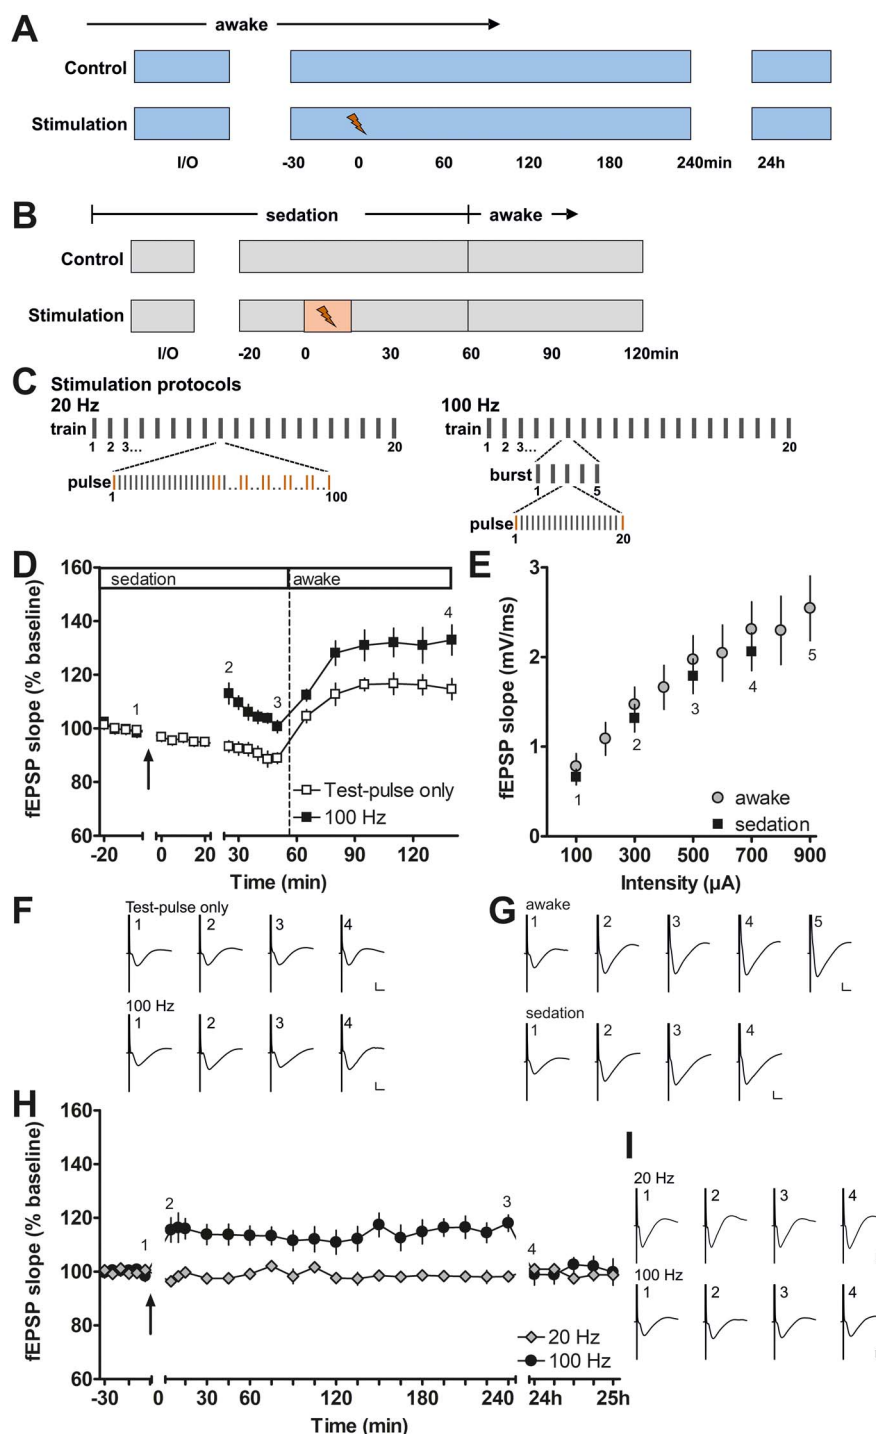 A
awake
Control
Stimulation
I/O -30 0 60 120 180 240min 24h
B
sedation awake
Control
Stimulation
I/O -20 0 30 60 90 120min
C Stimulation protocols
20 Hz
train
1 2 3... 20
pulse
1 100
100 Hz
train
1 2 3... 20
burst
1 5
pulse
1 20
D
fEPSP slope (% baseline)
160
140
120
100
80
60
sedation awake
1 2 3 4
Test-pulse only
100 Hz
-20 0 20 30 60 90 120
Time (min)
E
fEPSP slope (mV/ms)
3
2
1
0
1 2 3 4 5
awake
sedation
100 300 500 700 900
Intensity (µA)
F
Test-pulse only
1 2 3 4
100 Hz
1 2 3 4
G
awake
1 2 3 4 5
sedation
1 2 3 4
H
fEPSP slope (% baseline)
160
140
120
100
80
60
1 2 3 4
20 Hz
100 Hz
-30 0 30 60 90 120 150 180 210 240 24h 25h
Time (min)
I
20 Hz
1 2 3 4
100 Hz
1 2 3 4